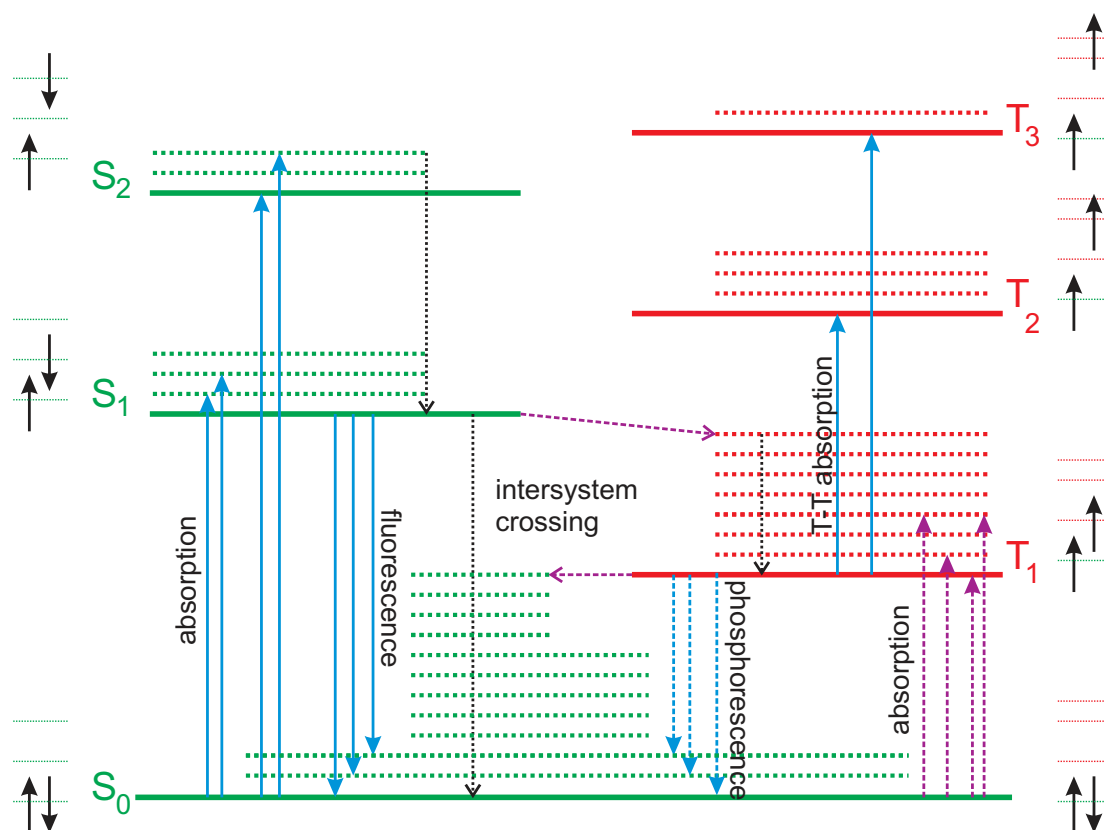 T3
S2
T2
S1
T-T absorption
intersystem
crossing
fluorescence
absorption
T1
phosphorescence
absorption
S0